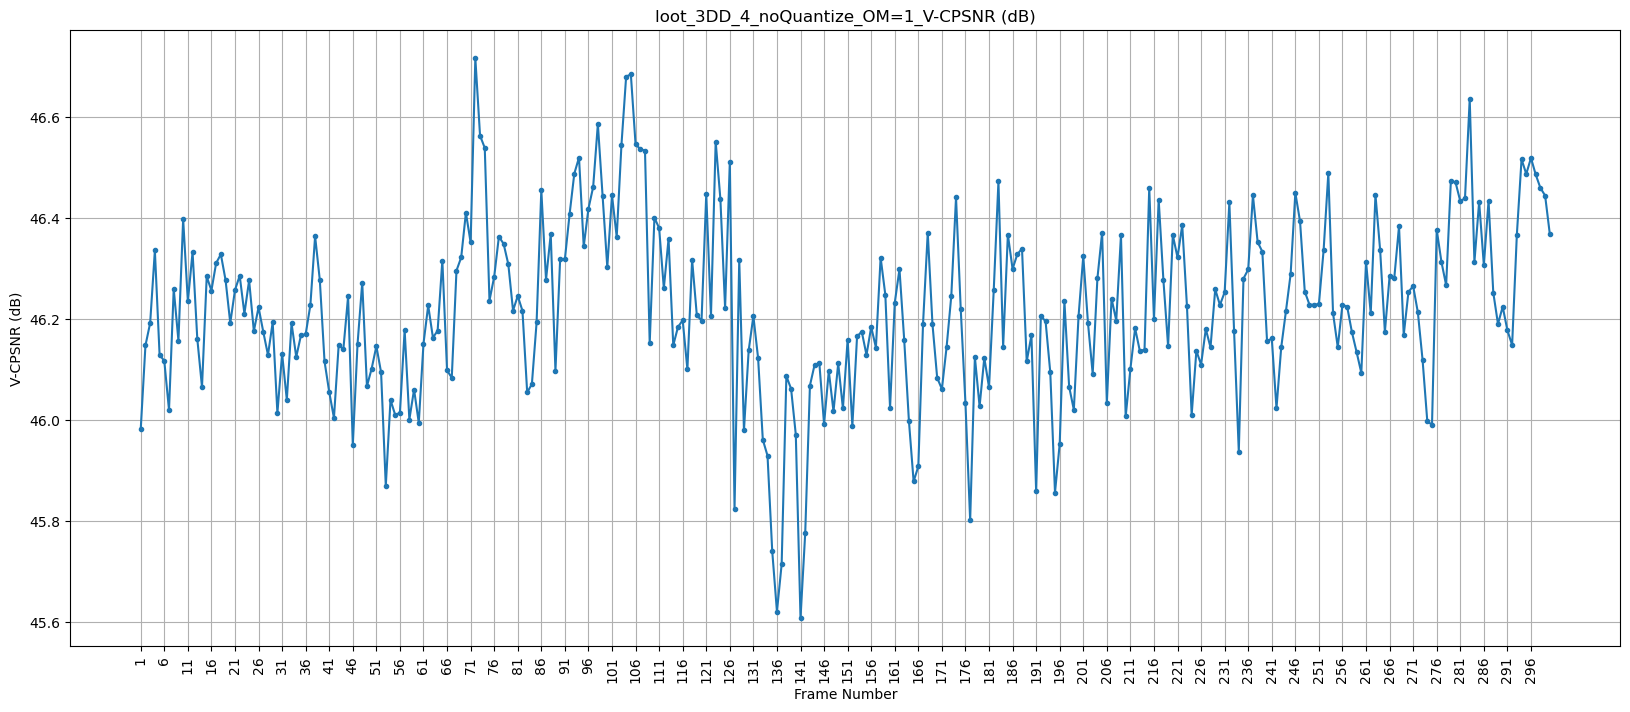 loot_3DD_4_noQuantize_OM=1_V-CPSNR (dB)
V-CPSNR (dB)
46.6
46.4
46.2
46.0
45.8
45.6
1 6 11 16 21 26 31 36 41 46 51 56 61 66 71 76 81 86 91 96 101 106 111 116 121 126 131 136 141 146 151 156 161 166 171 176 181 186 191 196 201 206 211 216 221 226 231 236 241 246 251 256 261 266 271 276 281 286 291 296
Frame Number